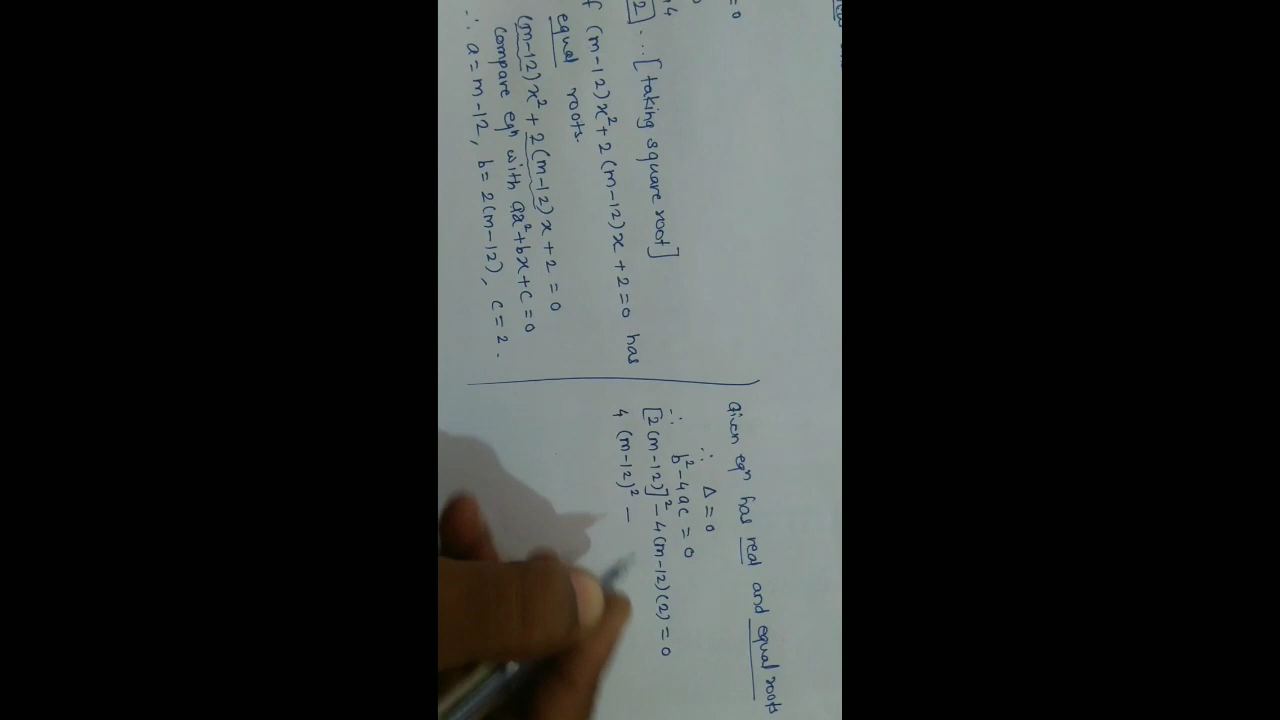 = 0
4
2] ... [taking square root]
f (m-12)x² + 2(m-12)x + 2 = 0 has
equal roots.
(m-12)x² + 2(m-12)x + 2 = 0
compare eqn with ax² + bx + c = 0
∴ a = m-12, b = 2(m-12), c = 2.
Given eqn has real and equal roots
∴ Δ = 0
∴ b² - 4ac = 0
[2(m-12)]² - 4(m-12)(2) = 0
4(m-12)² -